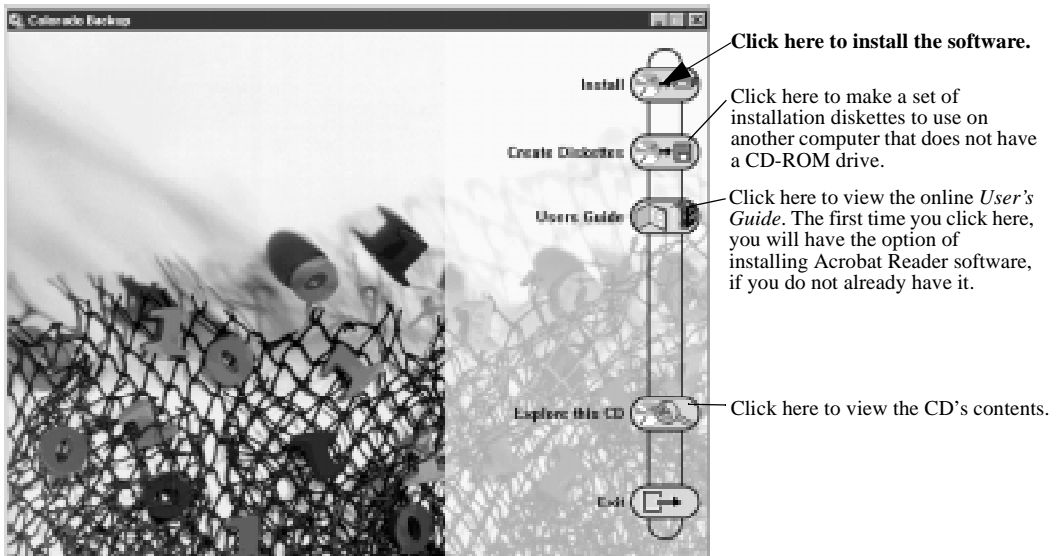 Colorado Backup
Click here to install the software.
Install
Click here to make a set of
installation diskettes to use on
another computer that does not have
a CD-ROM drive.
Create Diskettes
Click here to view the online User's
Guide. The first time you click here,
you will have the option of
installing Acrobat Reader software,
if you do not already have it.
Users Guide
Explore this CD
Click here to view the CD's contents.
Exit